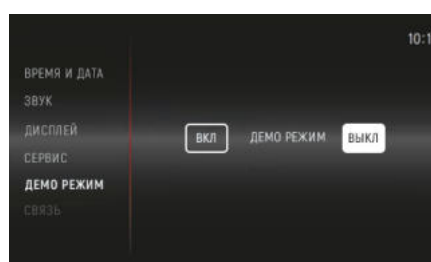 10:1
ВРЕМЯ И ДАТА
ЗВУК
ДИСПЛЕЙ
СЕРВИС
ДЕМО РЕЖИМ
СВЯЗЬ
ВКЛ ДЕМО РЕЖИМ ВЫКЛ